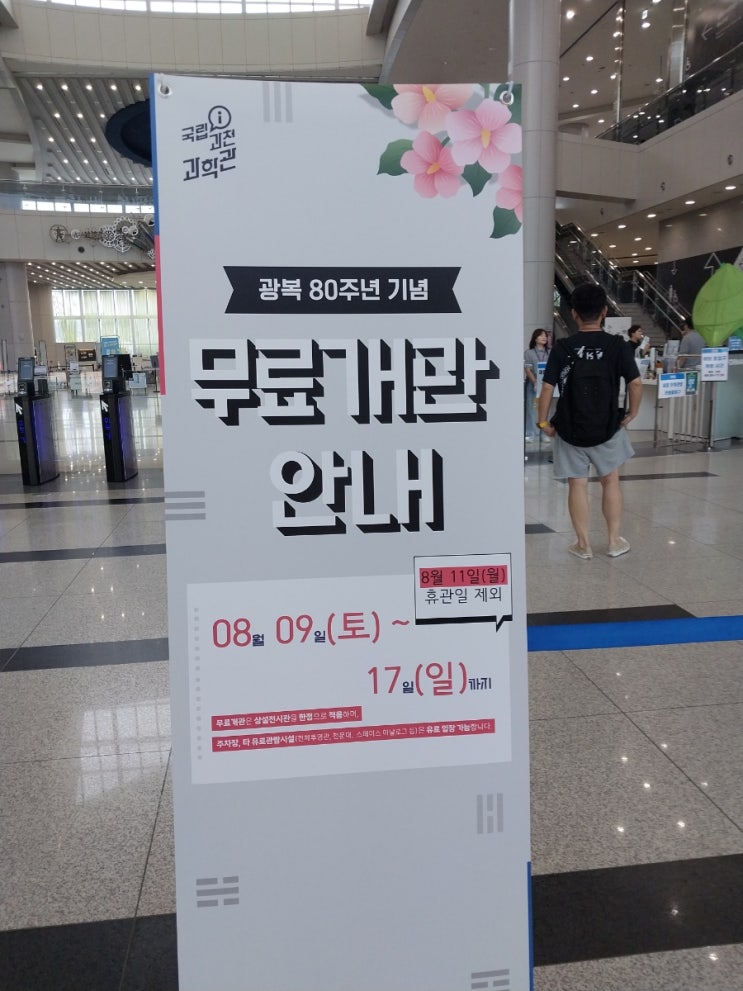 국립
과천
과학관
광복 80주년 기념
무료개관
안내
8월 11일(월)
휴관일 제외
08월 09일(토) ~
17일(일)까지
무료개관은 상설전시관을 한정으로 적용하며,
주차장, 타 유료관람시설(천체투영관, 천문대, 스페이스 아날로그 등)은 유료 입장 가능합니다.